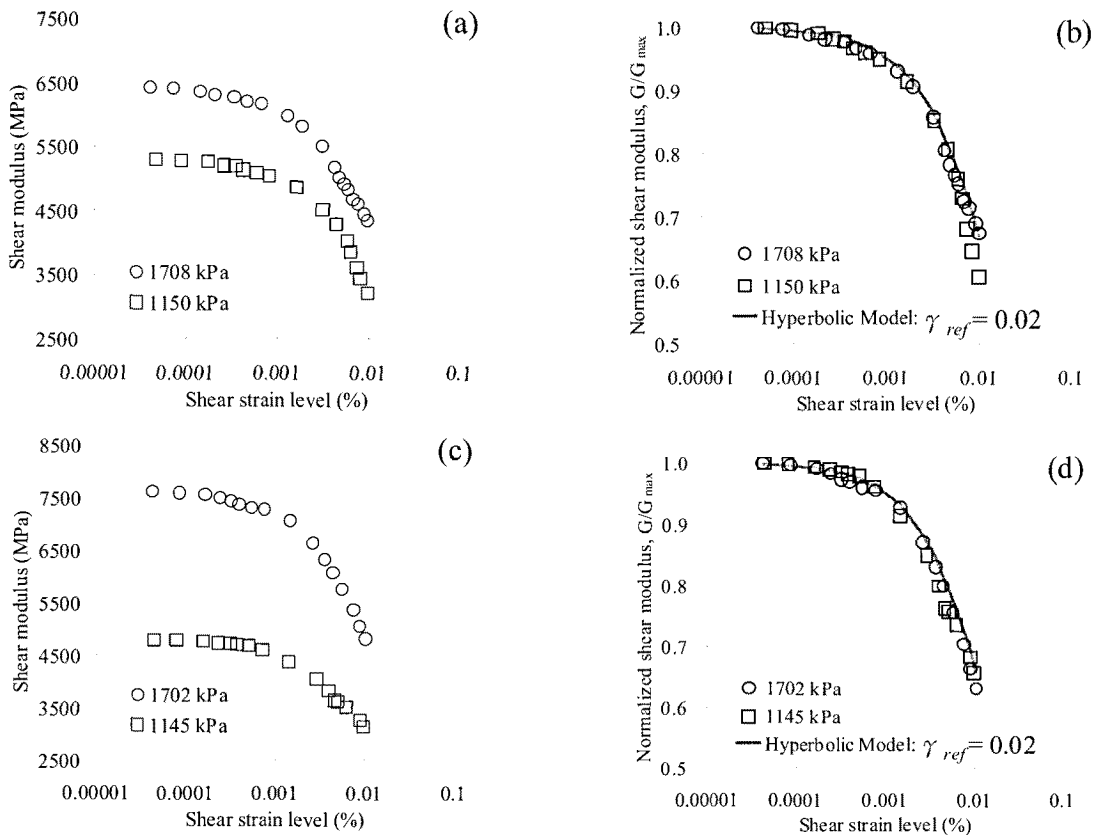 (a)
Shear modulus (MPa)
7500
6500
5500
4500
3500
2500
1708 kPa
1150 kPa
0.00001 0.0001 0.001 0.01 0.1
Shear strain level (%)
(b)
Normalized shear modulus, G/Gmax
1.0
0.9
0.8
0.7
0.6
0.5
1708 kPa
1150 kPa
Hyperbolic Model: γ ref = 0.02
0.00001 0.0001 0.001 0.01 0.1
Shear strain level (%)
(c)
Shear modulus (MPa)
8500
7500
6500
5500
4500
3500
2500
1702 kPa
1145 kPa
0.00001 0.0001 0.001 0.01 0.1
Shear strain level (%)
(d)
Normalized shear modulus, G/Gmax
1.0
0.9
0.8
0.7
0.6
0.5
1702 kPa
1145 kPa
Hyperbolic Model: γ ref = 0.02
0.00001 0.0001 0.001 0.01 0.1
Shear strain level (%)